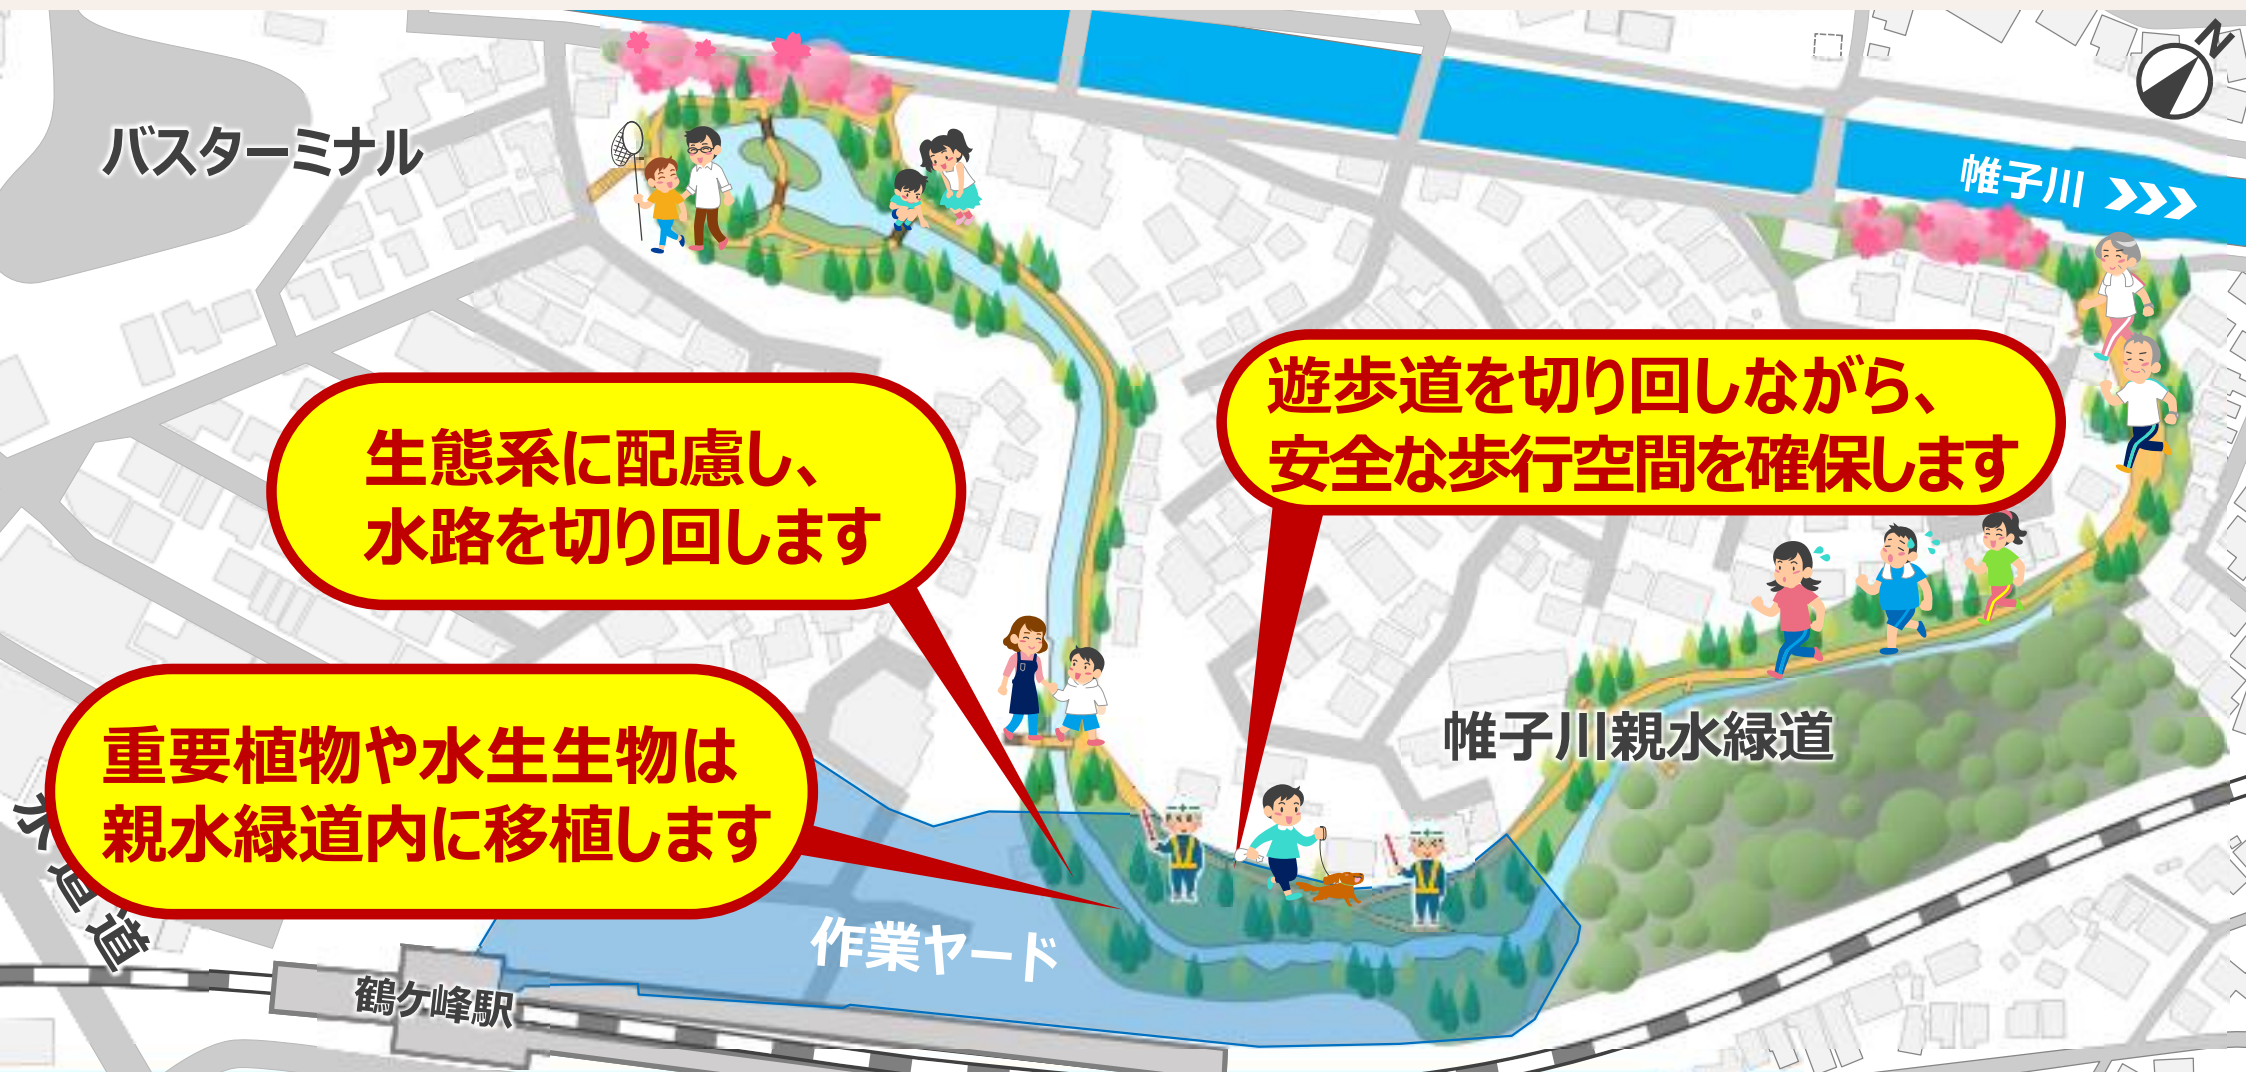 N
バスターミナル
帷子川
遊歩道を切り回しながら、
安全な歩行空間を確保します
生態系に配慮し、
水路を切り回します
帷子川親水緑道
重要植物や水生生物は
親水緑道内に移植します
水道道
作業ヤード
鶴ケ峰駅